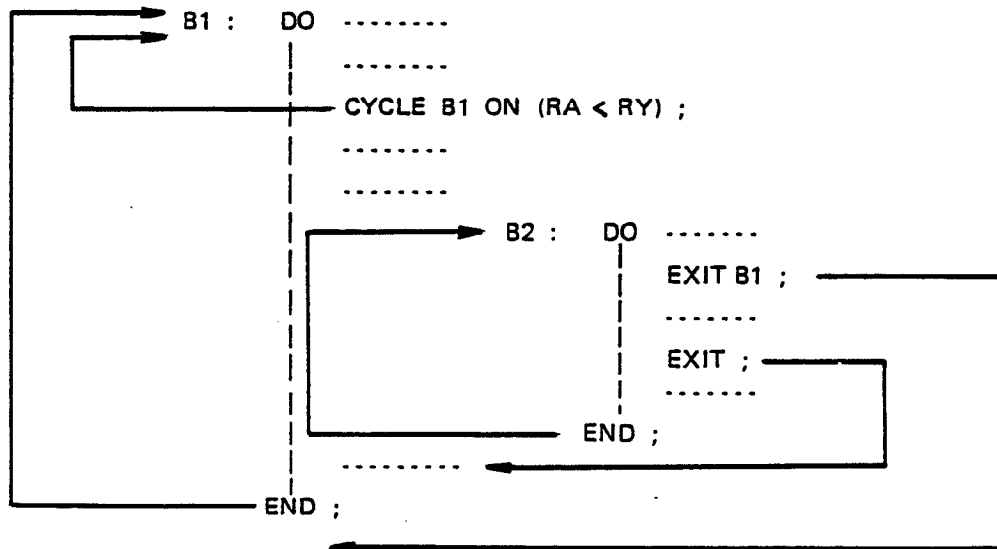 B1 : DO -------
--------
CYCLE B1 ON (RA < RY) ;
--------
--------
B2 : DO -------
EXIT B1 ;
-------
EXIT ;
-------
END ;
---------
END ;